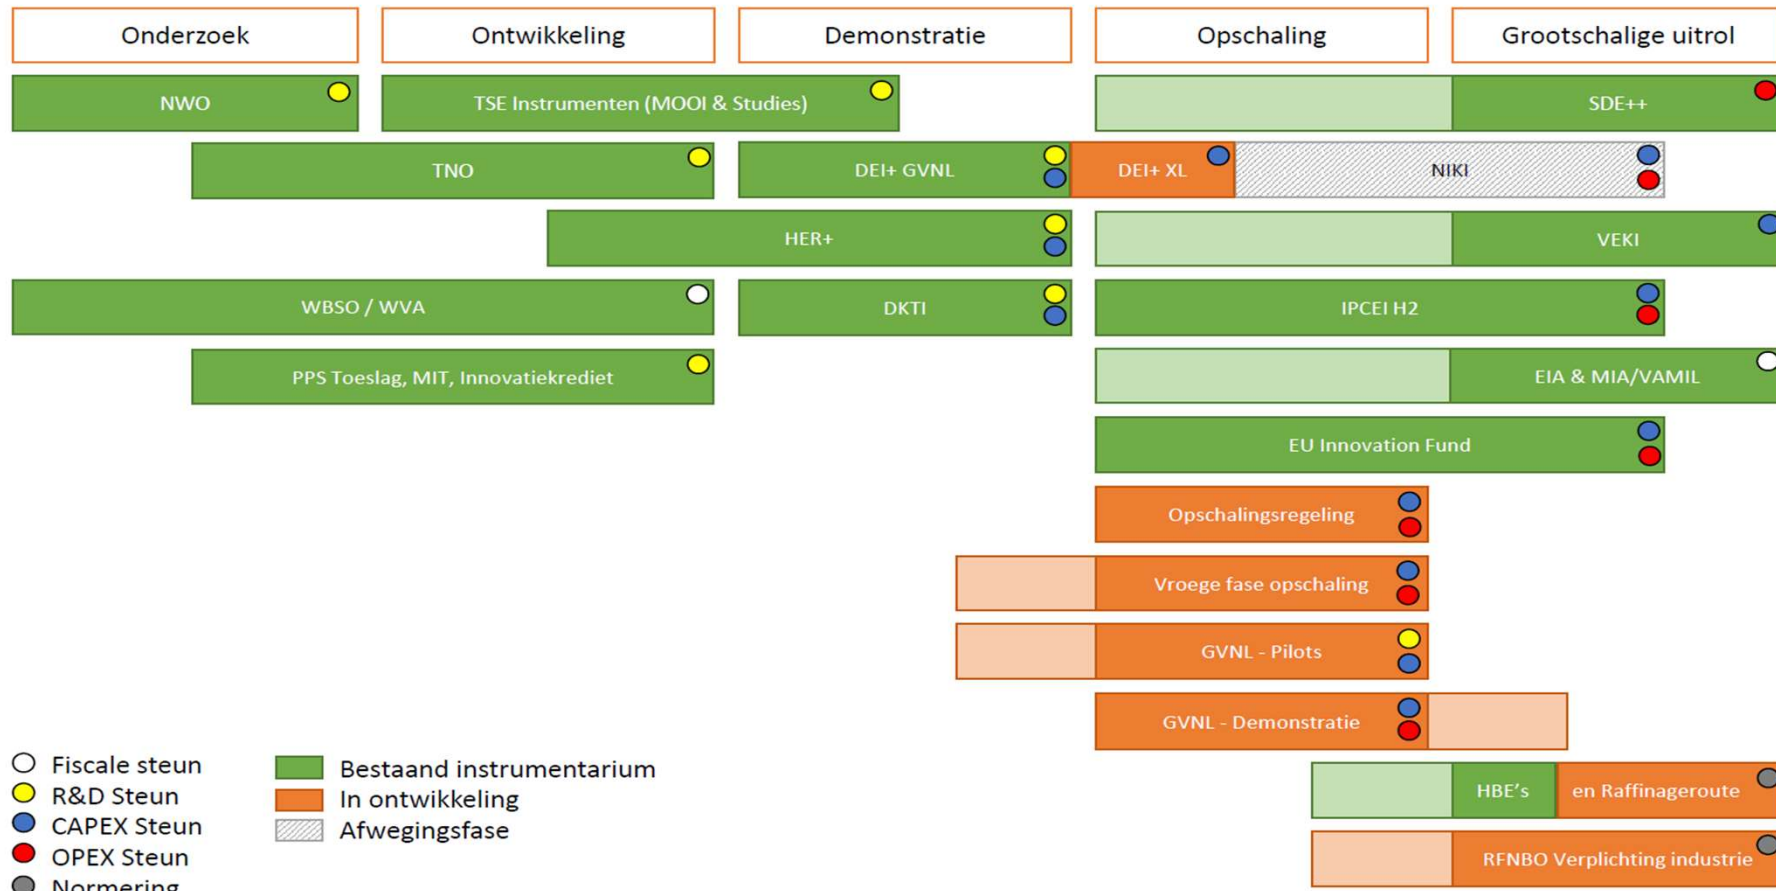 Onderzoek
Ontwikkeling
Demonstratie
Opschaling
Grootschalige uitrol
NWO
TSE Instrumenten (MOOI & Studies)
SDE++
TNO
DEI+ GVNL
DEI+ XL
NIKI
HER+
VEKI
WBSO / WVA
DKTI
IPCEI H2
PPS Toeslag, MIT, Innovatiekrediet
EIA & MIA/VAMIL
EU Innovation Fund
Opschalingsregeling
Vroege fase opschaling
GVNL - Pilots
GVNL - Demonstratie
HBE's
en Raffinageroute
RFNBO Verplichting industrie
Fiscale steun
R&D Steun
CAPEX Steun
OPEX Steun
Normering
Bestaand instrumentarium
In ontwikkeling
Afwegingsfase